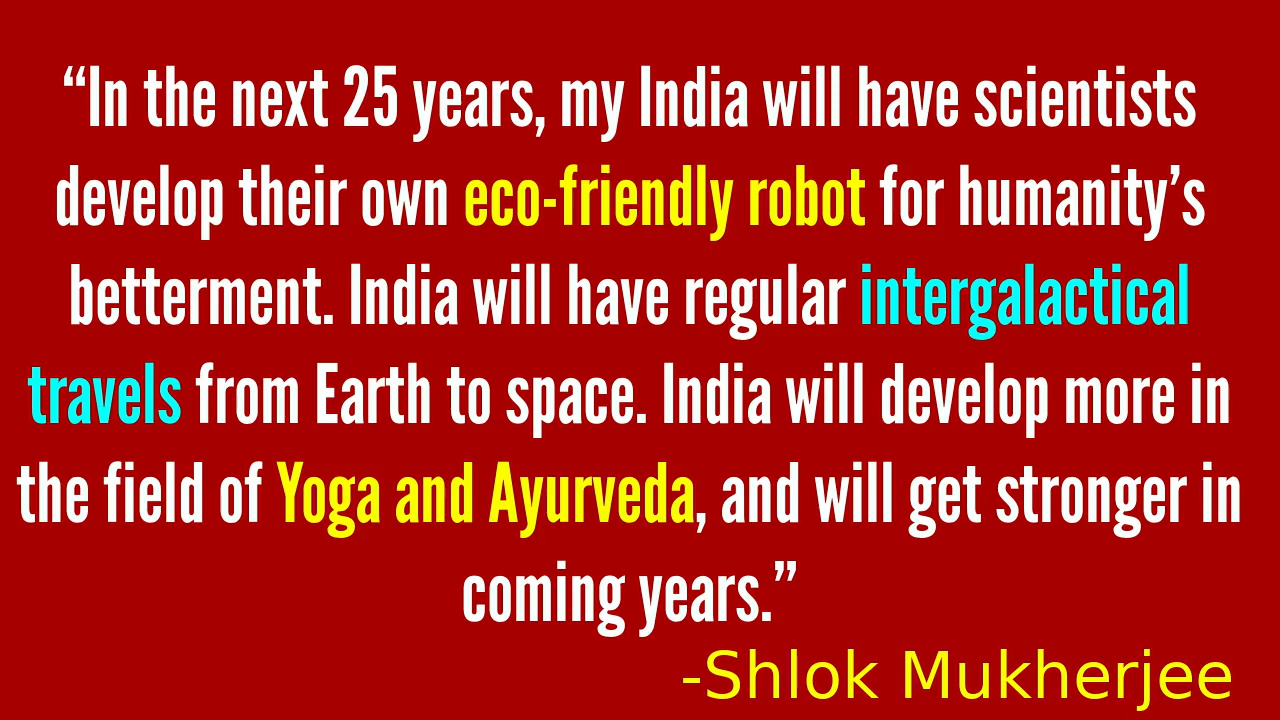 “In the next 25 years, my India will have scientists
develop their own eco-friendly robot for humanity’s
betterment. India will have regular intergalactical
travels from Earth to space. India will develop more in
the field of Yoga and Ayurveda, and will get stronger in
coming years.”
-Shlok Mukherjee